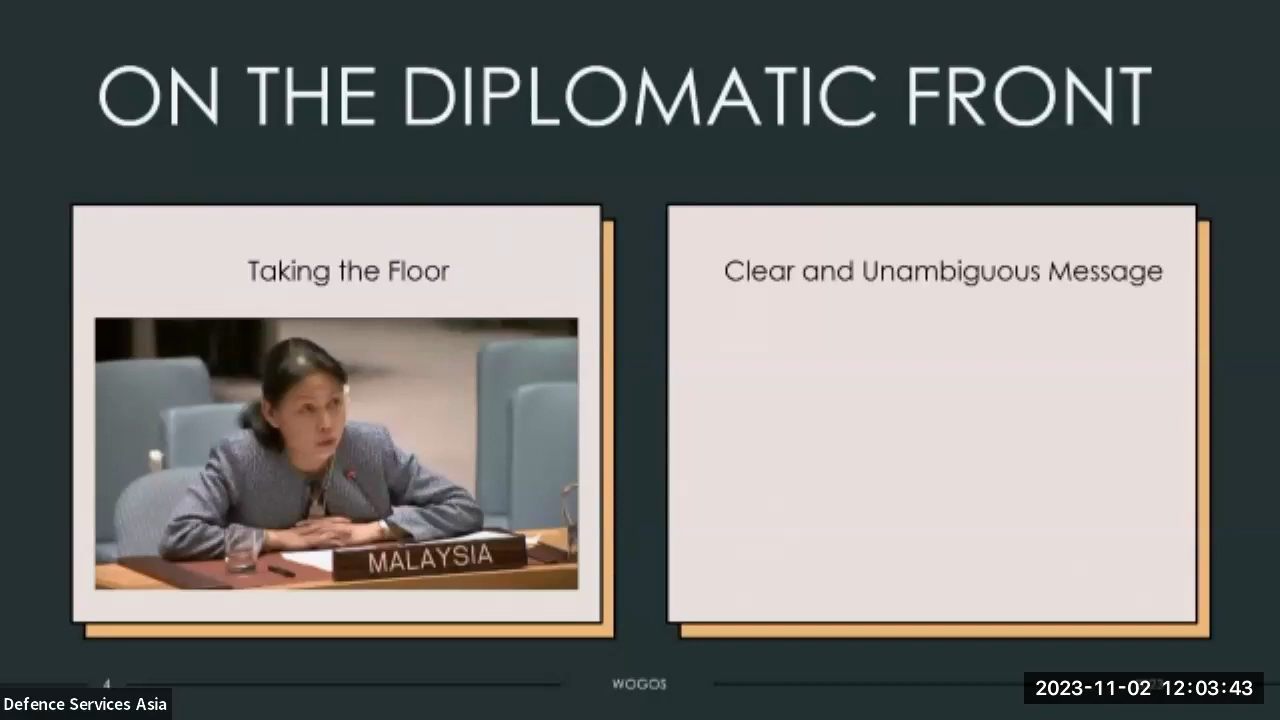 ON THE DIPLOMATIC FRONT
Taking the Floor
Clear and Unambiguous Message
MALAYSIA
4
WOGOS
Defence Services Asia
2023-11-02 12:03:43